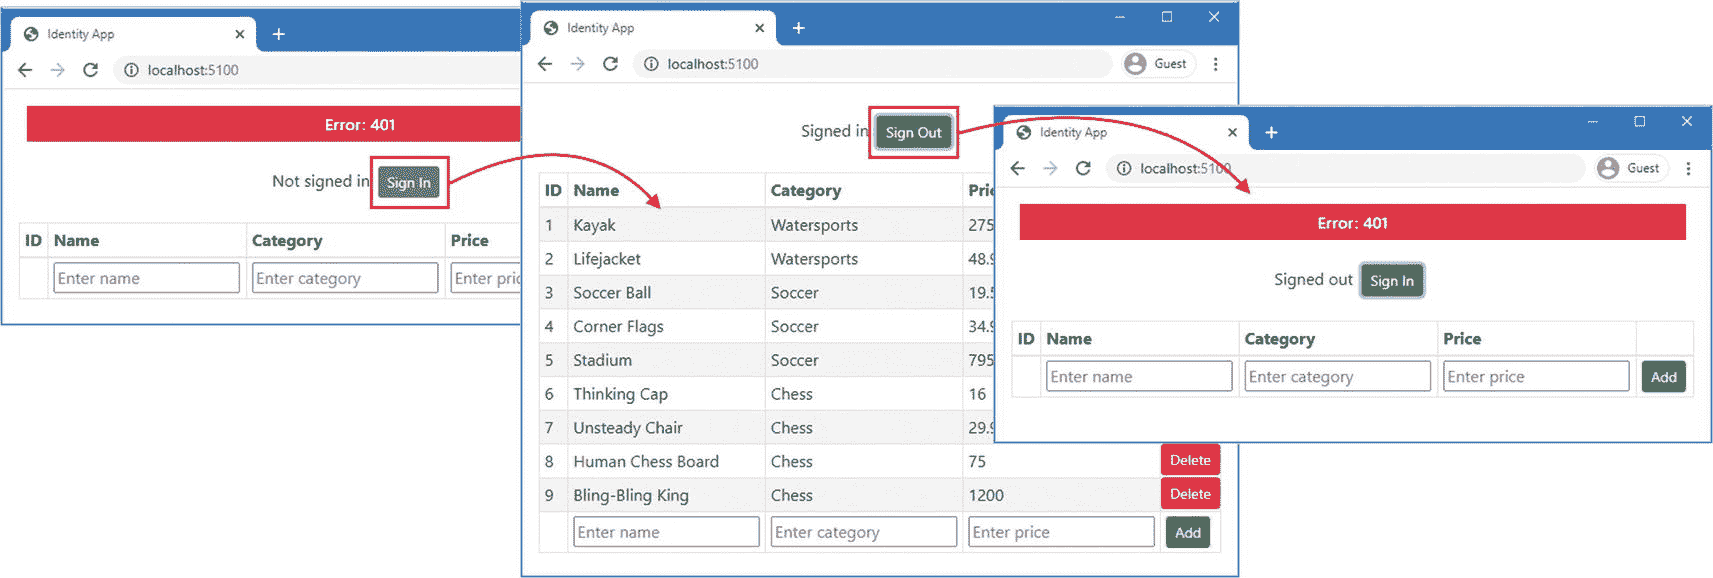 Identity App
localhost:5100
Error: 401
Not signed in Sign In
ID Name Category Price
Enter name Enter category Enter pric
Identity App
localhost:5100 Guest
Signed in Sign Out
ID Name Category Pric
1 Kayak Watersports 275
2 Lifejacket Watersports 48.9
3 Soccer Ball Soccer 19.5
4 Corner Flags Soccer 34.9
5 Stadium Soccer 795
6 Thinking Cap Chess 16
7 Unsteady Chair Chess 29.9
8 Human Chess Board Chess 75 Delete
9 Bling-Bling King Chess 1200 Delete
Enter name Enter category Enter price Add
Identity App
localhost:5100 Guest
Error: 401
Signed out Sign In
ID Name Category Price
Enter name Enter category Enter price Add